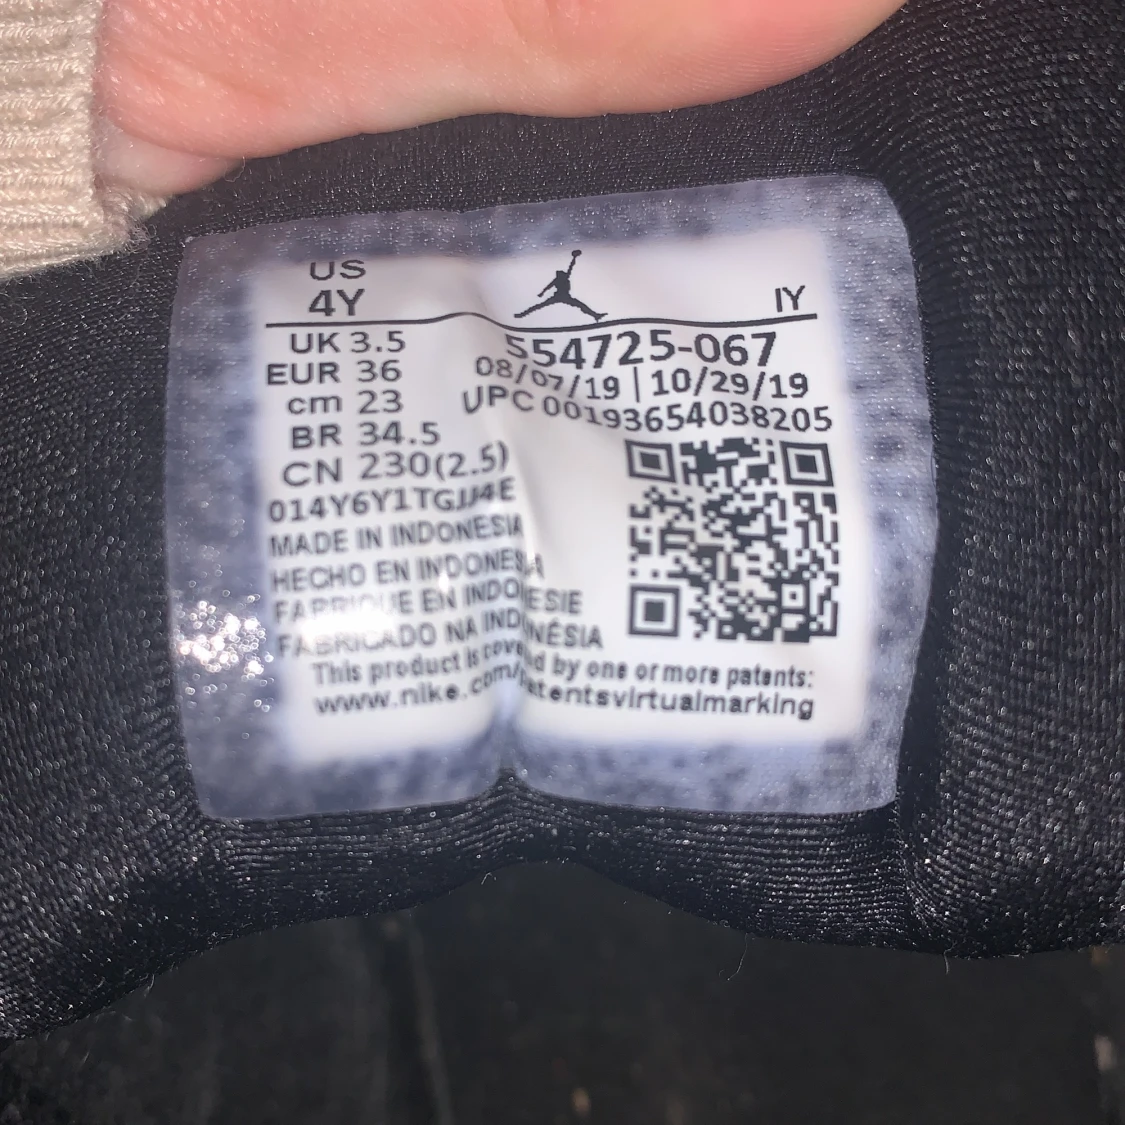 US
4Y
IY
UK 3.5
EUR 36
cm 23
BR 34.5
CN 230(2.5)
014Y6Y1TGJJ4E
554725-067
08/07/19 | 10/29/19
UPC 00193654038205
MADE IN INDONESIA
HECHO EN INDONESIA
FABRIQUE EN INDONESIE
FABRICADO NA INDONÉSIA
This product is covered by one or more patents:
www.nike.com/patentsvirtualmarking